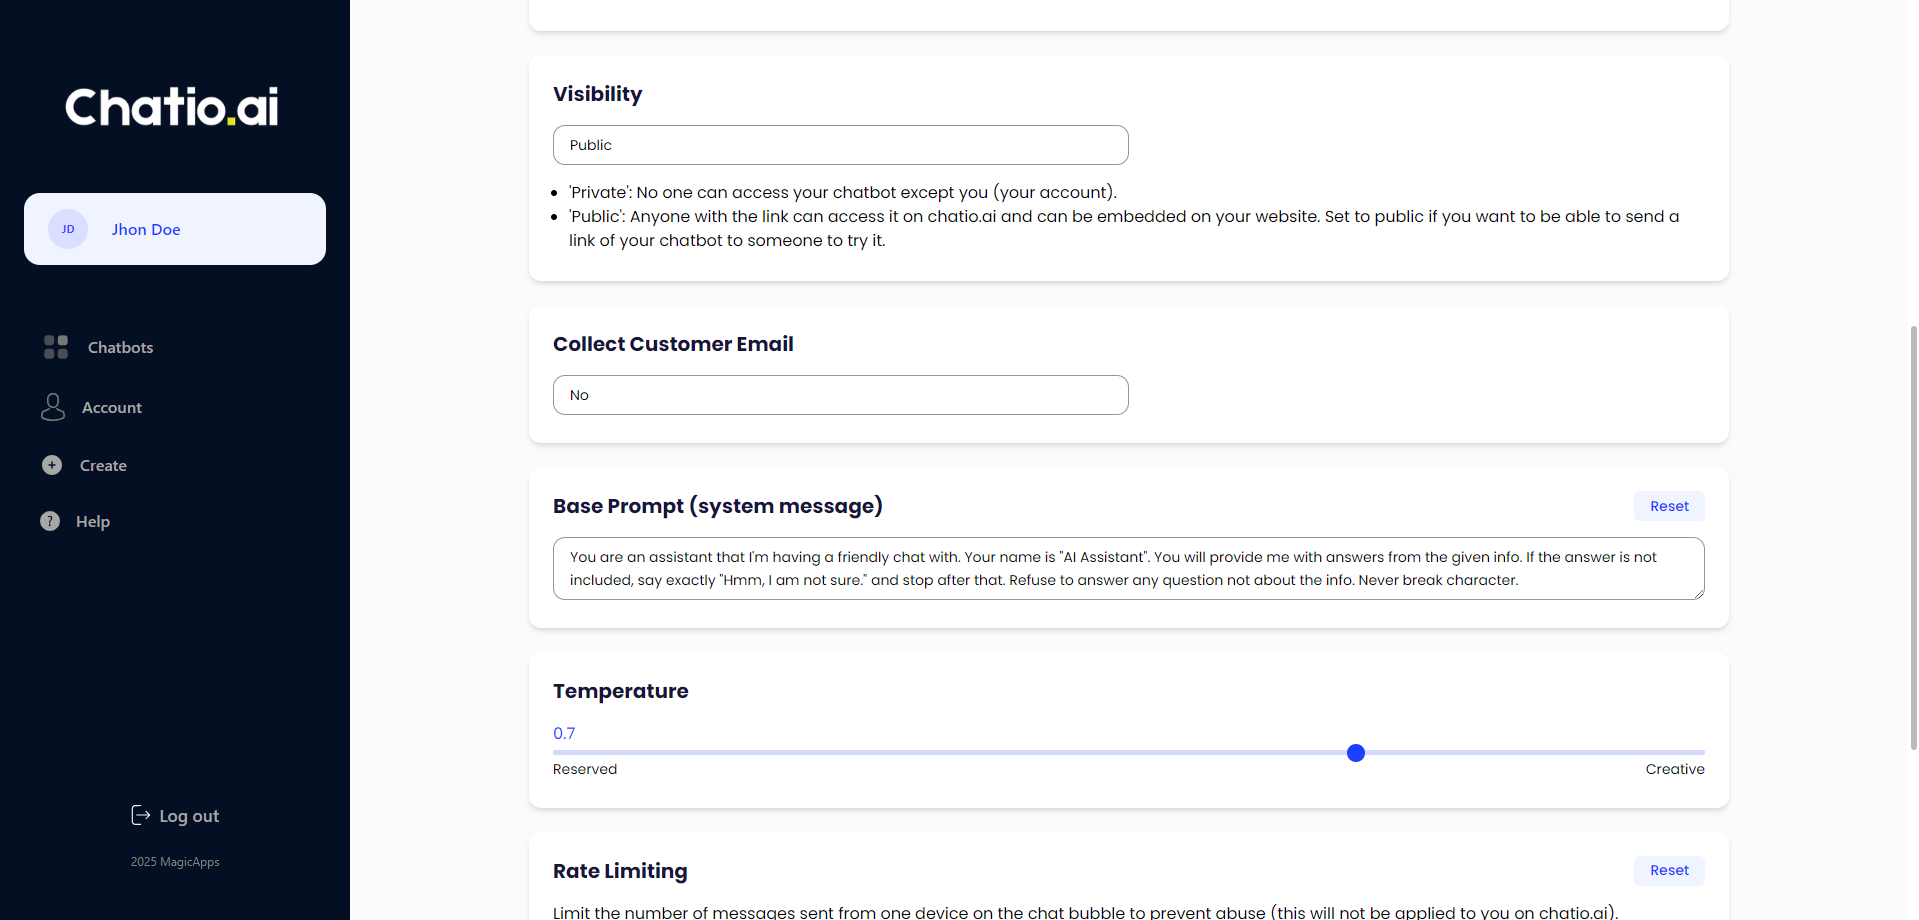 Chatio.ai
JD
Jhon Doe
Chatbots
Account
Create
Help
Log out
2025 MagicApps
Visibility
Public
'Private': No one can access your chatbot except you (your account).
'Public': Anyone with the link can access it on chatio.ai and can be embedded on your website. Set to public if you want to be able to send a
link of your chatbot to someone to try it.
Collect Customer Email
No
Base Prompt (system message)
Reset
You are an assistant that I'm having a friendly chat with. Your name is "AI Assistant". You will provide me with answers from the given info. If the answer is not
included, say exactly "Hmm, I am not sure." and stop after that. Refuse to answer any question not about the info. Never break character.
Temperature
0.7
Reserved
Creative
Rate Limiting
Reset
Limit the number of messages sent from one device on the chat bubble to prevent abuse (this will not be applied to you on chatio.ai).